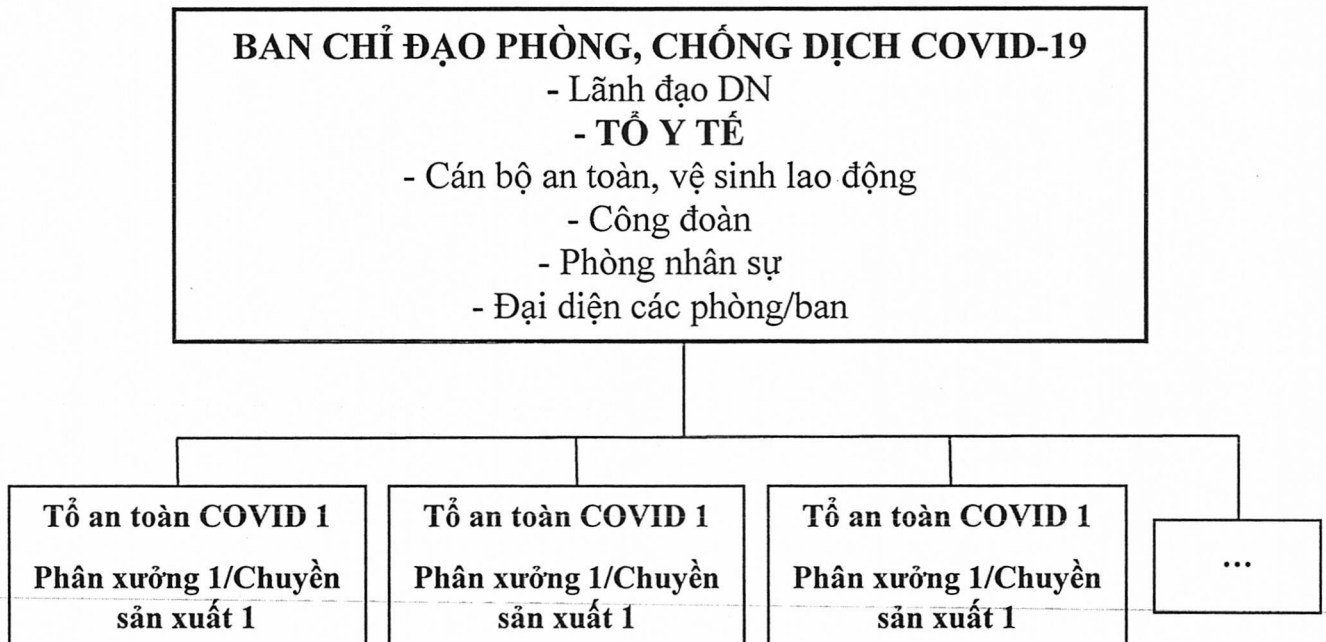 BAN CHỈ ĐẠO PHÒNG, CHỐNG DỊCH COVID-19
- Lãnh đạo DN
- TỔ Y TẾ
- Cán bộ an toàn, vệ sinh lao động
- Công đoàn
- Phòng nhân sự
- Đại diện các phòng/ban
Tổ an toàn COVID 1
Phân xưởng 1/Chuyền
sản xuất 1
Tổ an toàn COVID 1
Phân xưởng 1/Chuyền
sản xuất 1
Tổ an toàn COVID 1
Phân xưởng 1/Chuyền
sản xuất 1
...